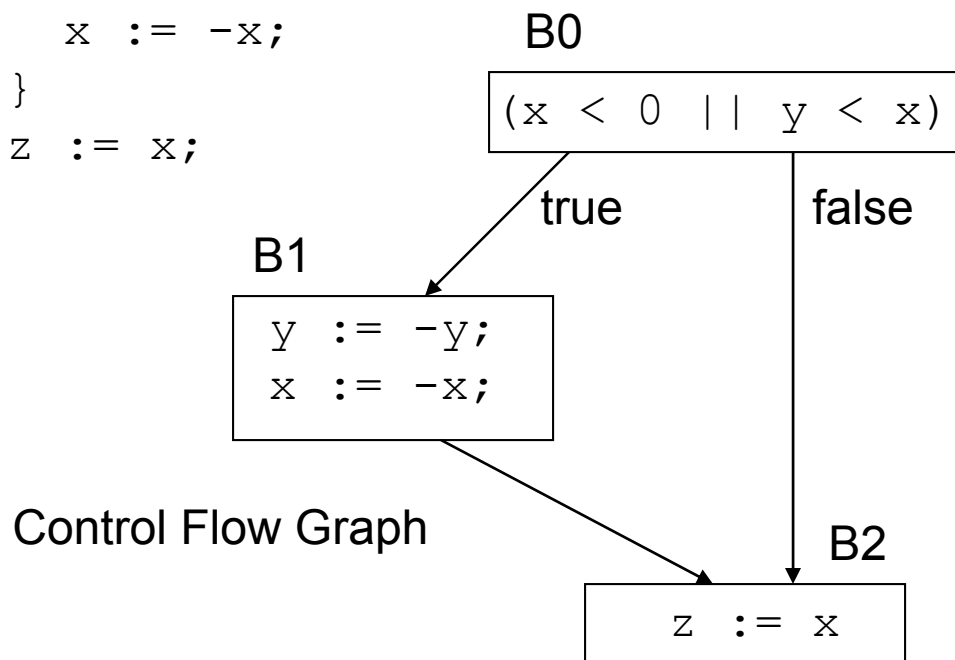 x := -x;
}
z := x;
B0
(x < 0 || y < x)
true
false
B1
y := -y;
x := -x;
Control Flow Graph
B2
z := x